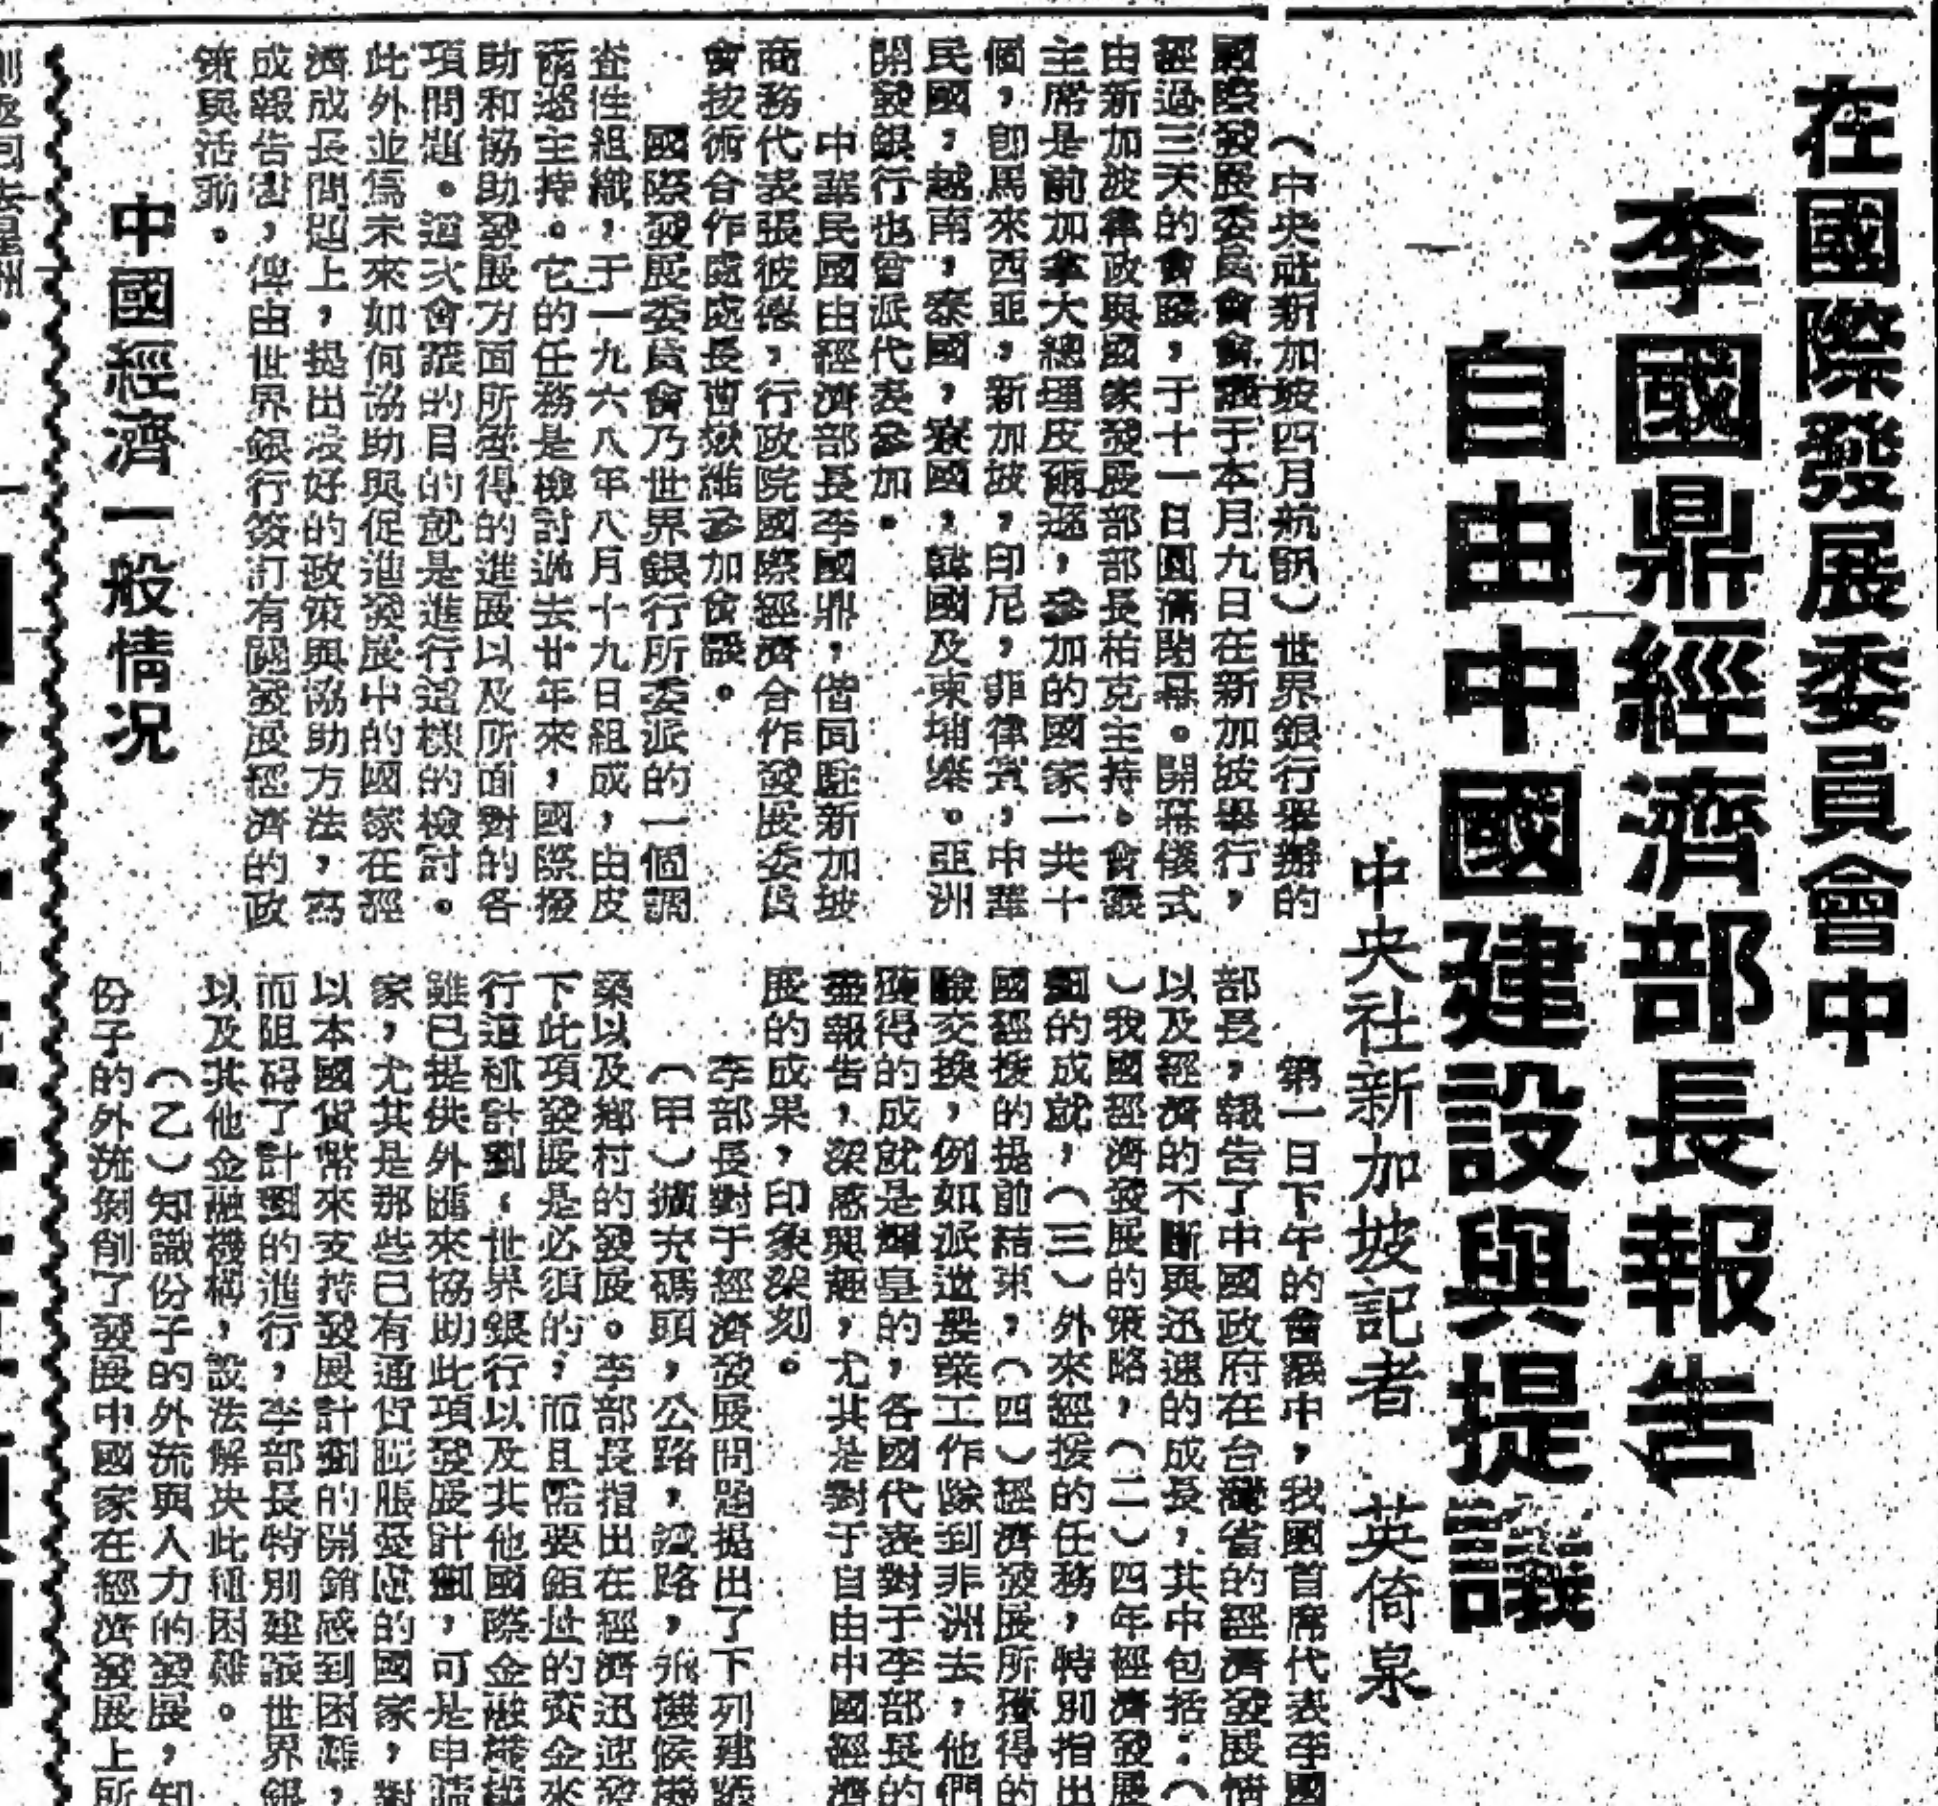 在國際發展委員會中
李國鼎經濟部長報告
自由中國建設與提議
中央社新加坡記者 英倚泉
（中央社新加坡四月航訊）世界銀行舉辦的
國際發展委員會會議于本月九日在新加坡舉行，
經過三天的會議，于十一日圓滿閉幕。開幕儀式
由新加坡律政與國家發展部部長柏克主持。會議
主席是前加拿大總理皮爾遜，參加的國家一共十
個，卽馬來西亞，新加坡，印尼，菲律賓，中華
民國，越南，泰國，寮國，韓國及柬埔寨。亞洲
開發銀行也曾派代表參加。
中華民國由經濟部長李國鼎，偕同駐新加坡
商務代表張彼德，行政院國際經濟合作發展委員
會技術合作處處長曹嶽維參加會議。
國際發展委員會乃世界銀行所委派的一個調
查性組織，于一九六八年八月十九日組成，由皮
爾遜主持。它的任務是檢討過去廿年來，國際援
助和協助發展方面所獲得的進展以及所面對的各
項問題。這次會議的目的就是進行這樣的檢討。
此外並爲未來如何協助與促進發展中的國家在經
濟成長問題上，提出良好的政策與協助方法，寫
成報告書，俾由世界銀行簽訂有關發展經濟的政
策與活動。
中國經濟一般情況
第一日下午的會議中，我國首席代表李國
部長，報告了中國政府在台灣省的經濟發展情
以及經濟的不斷與迅速的成長，其中包括：（
）我國經濟發展的策略，（二）四年經濟發展
劃的成就，（三）外來經援的任務，特別指出
國經援的提前結束，（四）經濟發展所獲得的
驗交換，例如派遣農業工作隊到非洲去，他們
獲得的成就是輝皇的，各國代表對于李部長的
盡報告，深感興趣，尤其是對于自由中國經濟
展的成果，印象深刻。
李部長對于經濟發展問題提出了下列建議
（甲）擴充碼頭，公路，鐵路，飛機候機
築以及鄉村的發展。李部長指出在經濟迅速發
下此項發展是必須的，而且需要鉅大的資金來
行這種計劃，世界銀行以及其他國際金融機構
雖已提供外匯來協助此項發展計劃，可是申請
家，尤其是那些已有通貨膨脹憂慮的國家，對
以本國貨幣來支持發展計劃的開銷感到困難，
而阻碍了計劃的進行，李部長特別建議世界銀
以及其他金融機構，設法解決此種困難。
（乙）知識份子的外流與人力的發展，知
份子的外流剝削了發展中國家在經濟發展上所